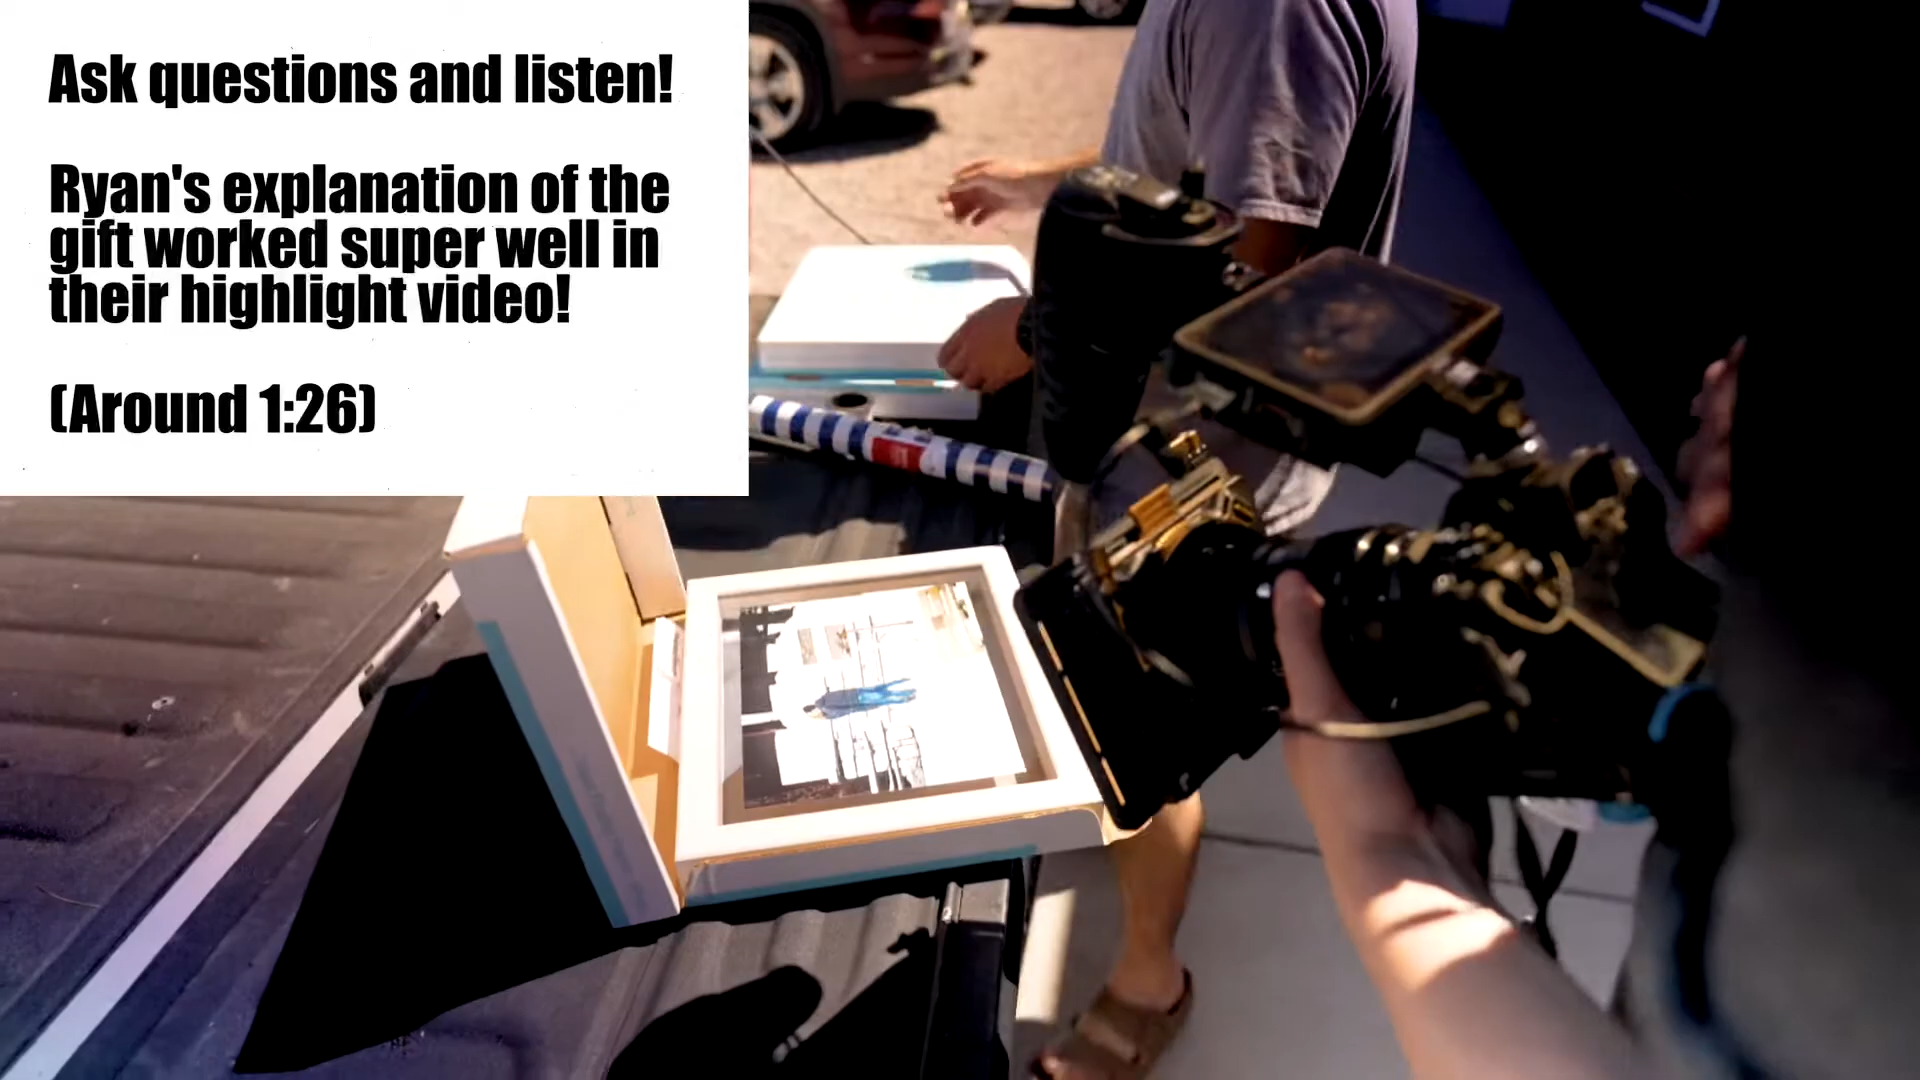 Ask questions and listen!
Ryan's explanation of the
gift worked super well in
their highlight video!
(Around 1:26)